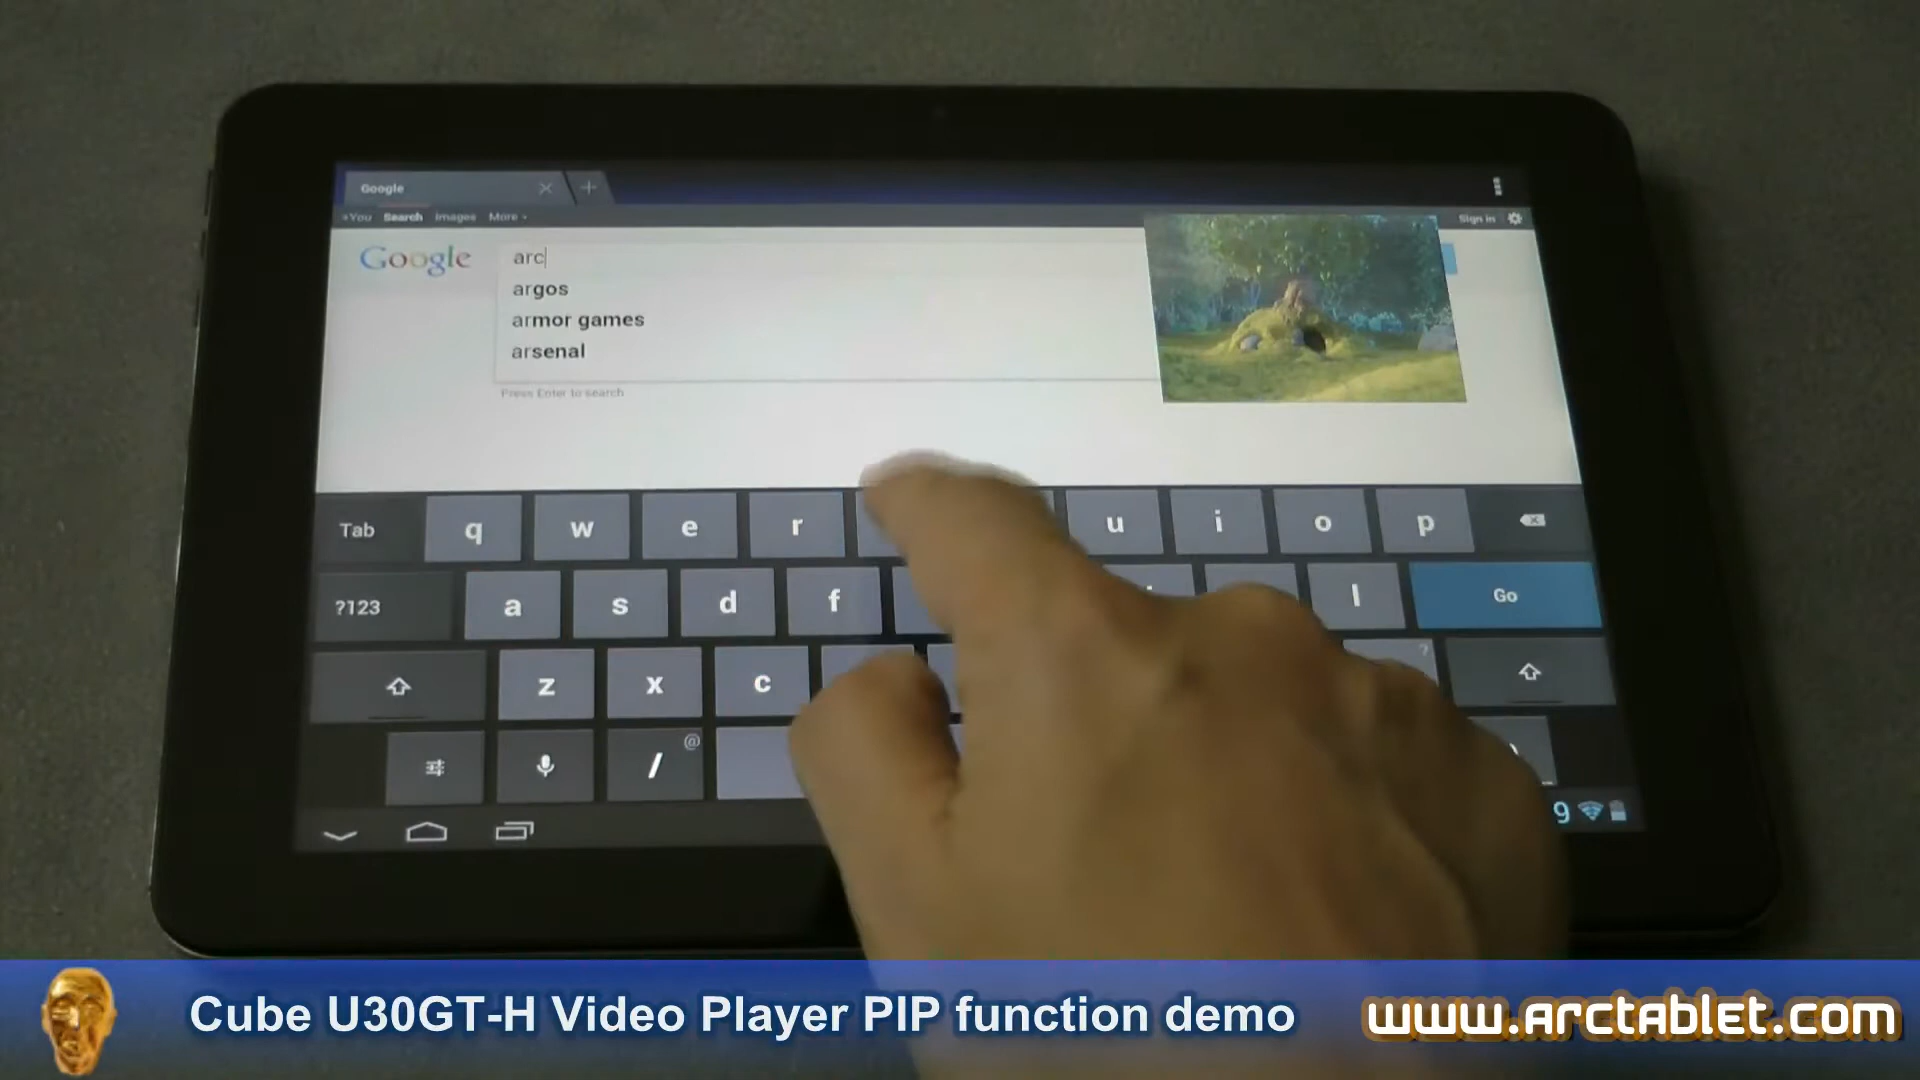 Google
+You Search Images More Sign in
Google arc
argos
armor games
arsenal
Press Enter to search
Tab q w e r u i o p
?123 a s d f l Go
z x c ?
/ @
9
Cube U30GT-H Video Player PIP function demo www.arctablet.com